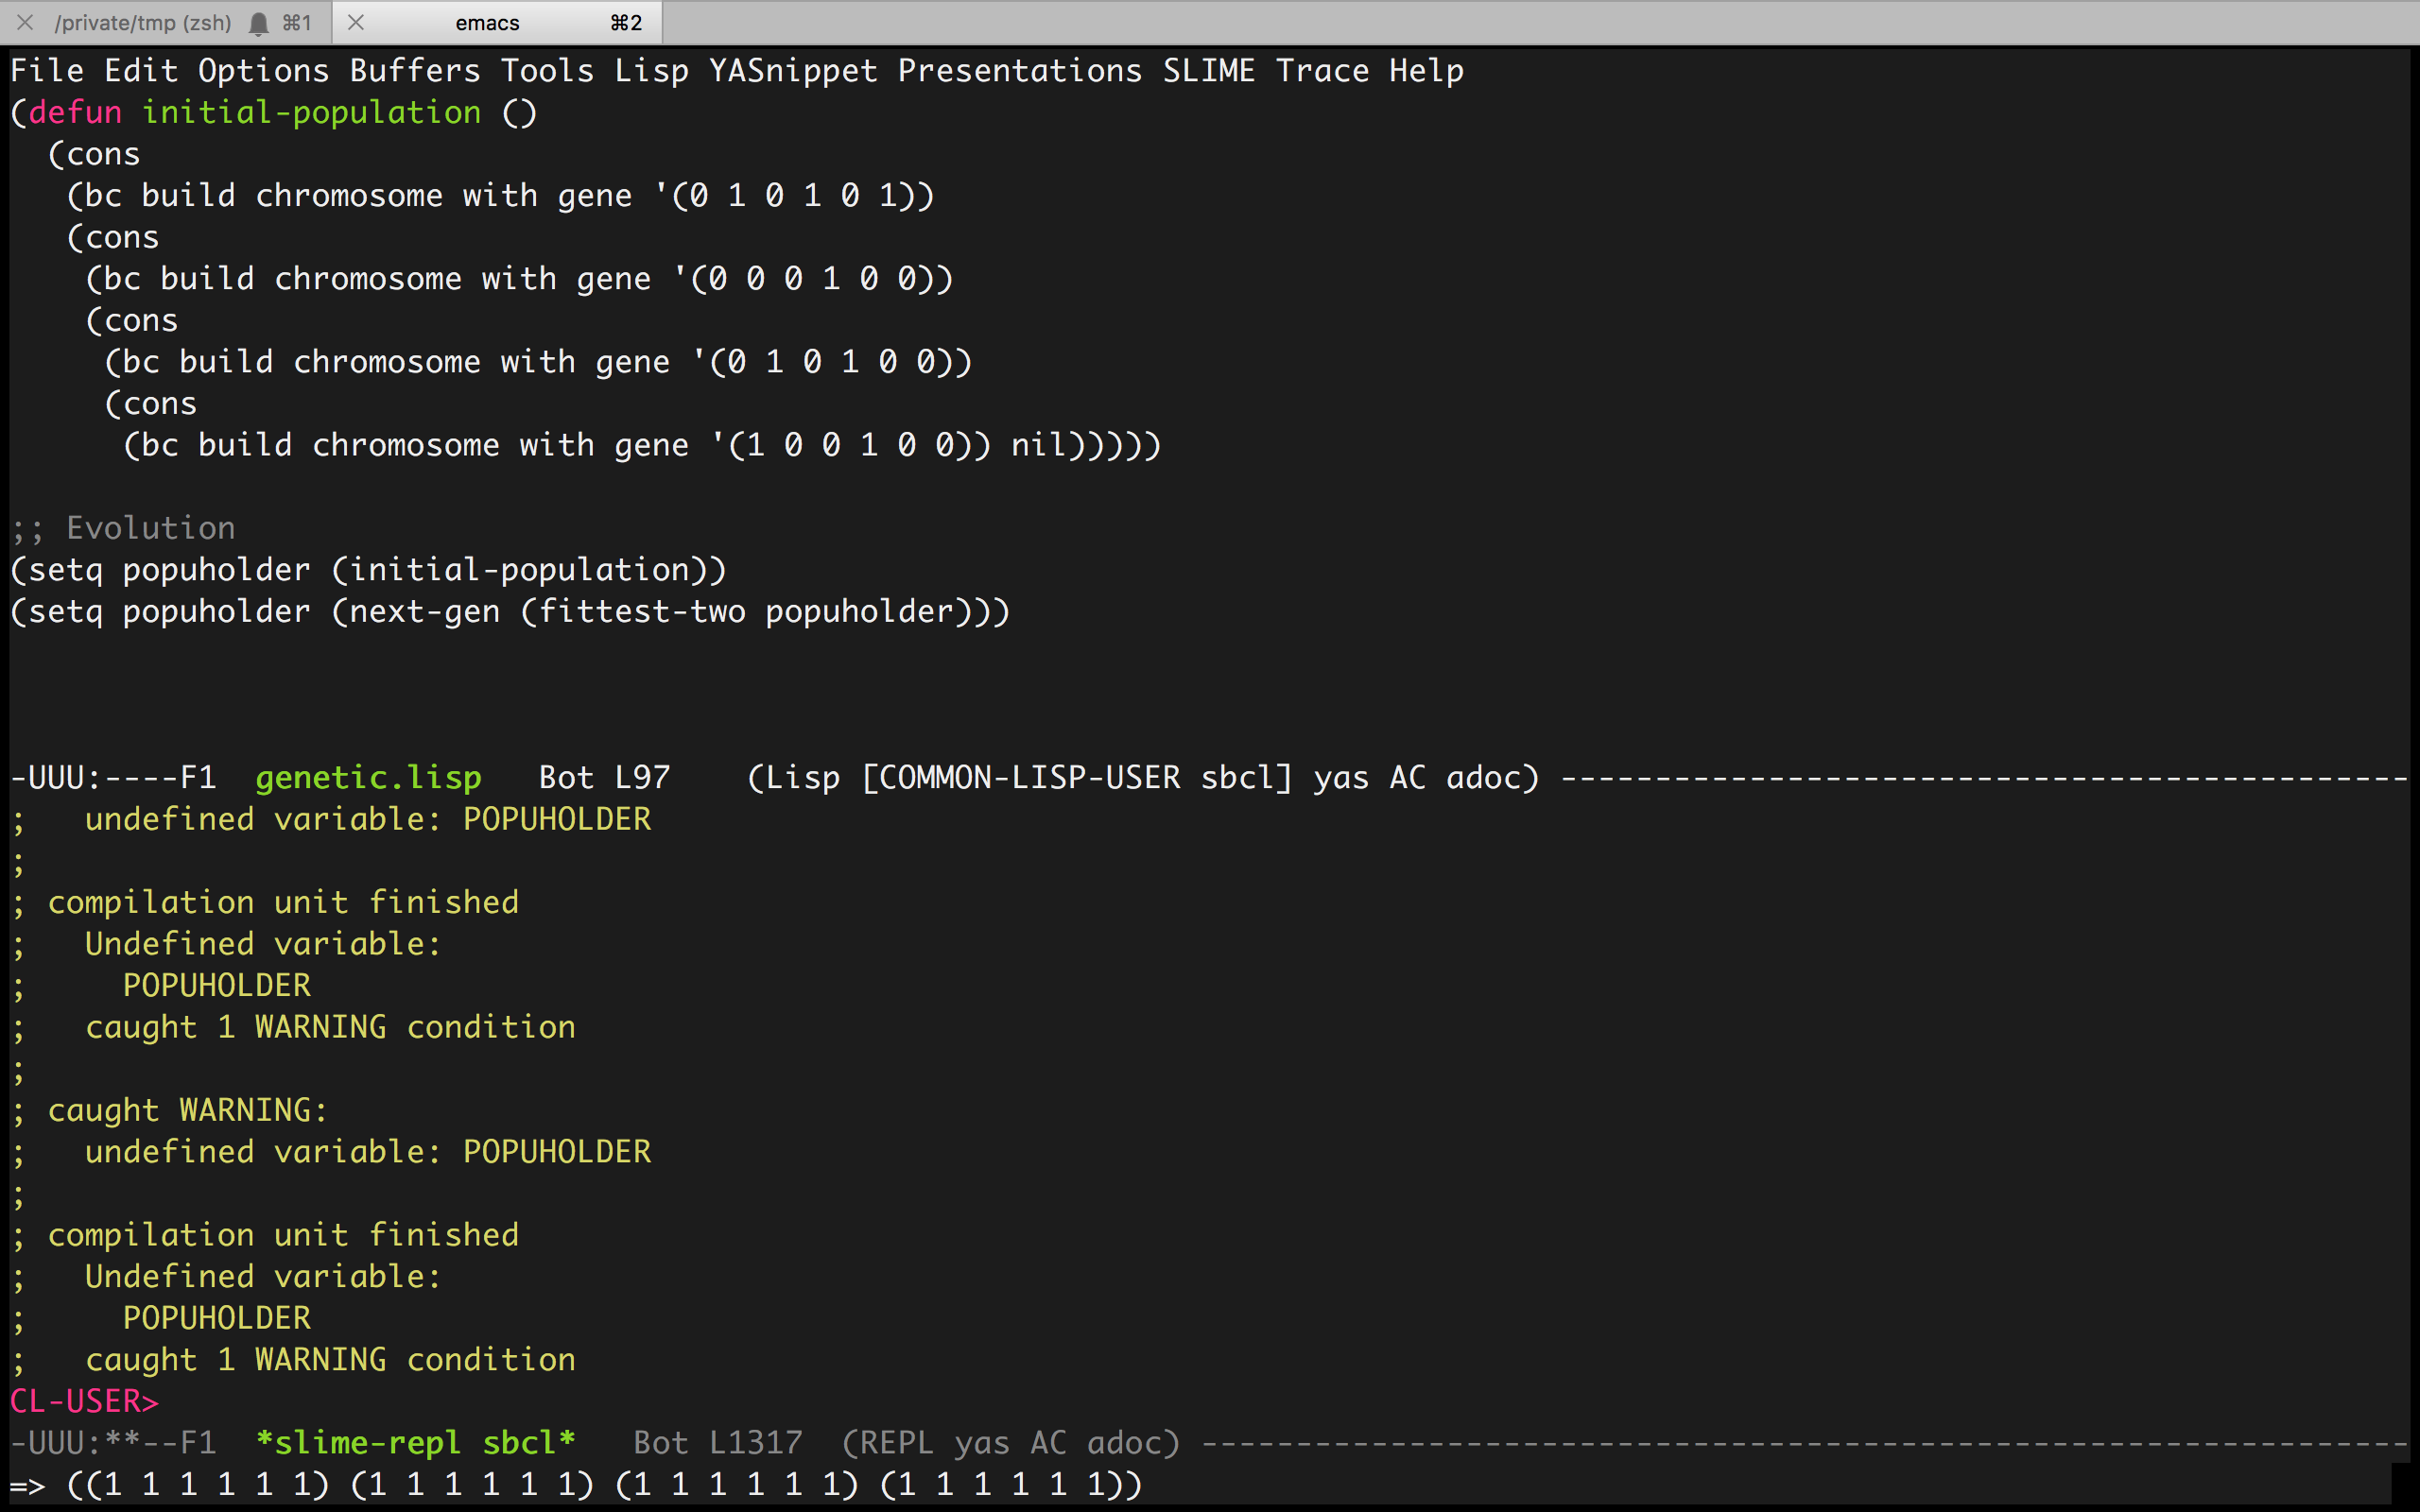 /private/tmp (zsh) ⌘1 emacs ⌘2
File Edit Options Buffers Tools Lisp YASnippet Presentations SLIME Trace Help
(defun initial-population ()
  (cons
   (bc build chromosome with gene '(0 1 0 1 0 1))
   (cons
    (bc build chromosome with gene '(0 0 0 1 0 0))
    (cons
     (bc build chromosome with gene '(0 1 0 1 0 0))
     (cons
      (bc build chromosome with gene '(1 0 0 1 0 0)) nil)))))
;; Evolution
(setq popuholder (initial-population))
(setq popuholder (next-gen (fittest-two popuholder)))
-UUU:----F1  genetic.lisp   Bot L97    (Lisp [COMMON-LISP-USER sbcl] yas AC adoc) ---------------------------------------------
;   undefined variable: POPUHOLDER
;
; compilation unit finished
;   Undefined variable:
;     POPUHOLDER
;   caught 1 WARNING condition
;
; caught WARNING:
;   undefined variable: POPUHOLDER
;
; compilation unit finished
;   Undefined variable:
;     POPUHOLDER
;   caught 1 WARNING condition
CL-USER>
-UUU:**--F1  *slime-repl sbcl*   Bot L1317  (REPL yas AC adoc) ----------------------------------------------------------------
=> ((1 1 1 1 1 1) (1 1 1 1 1 1) (1 1 1 1 1 1) (1 1 1 1 1 1))